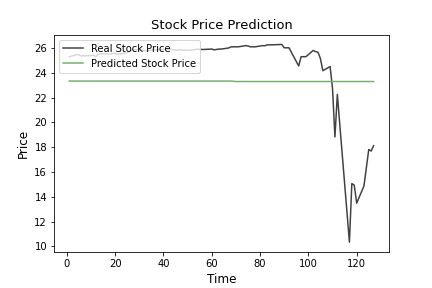 Stock Price Prediction
Real Stock Price
Predicted Stock Price
26
24
22
20
18
16
14
12
10
Price
0 20 40 60 80 100 120
Time